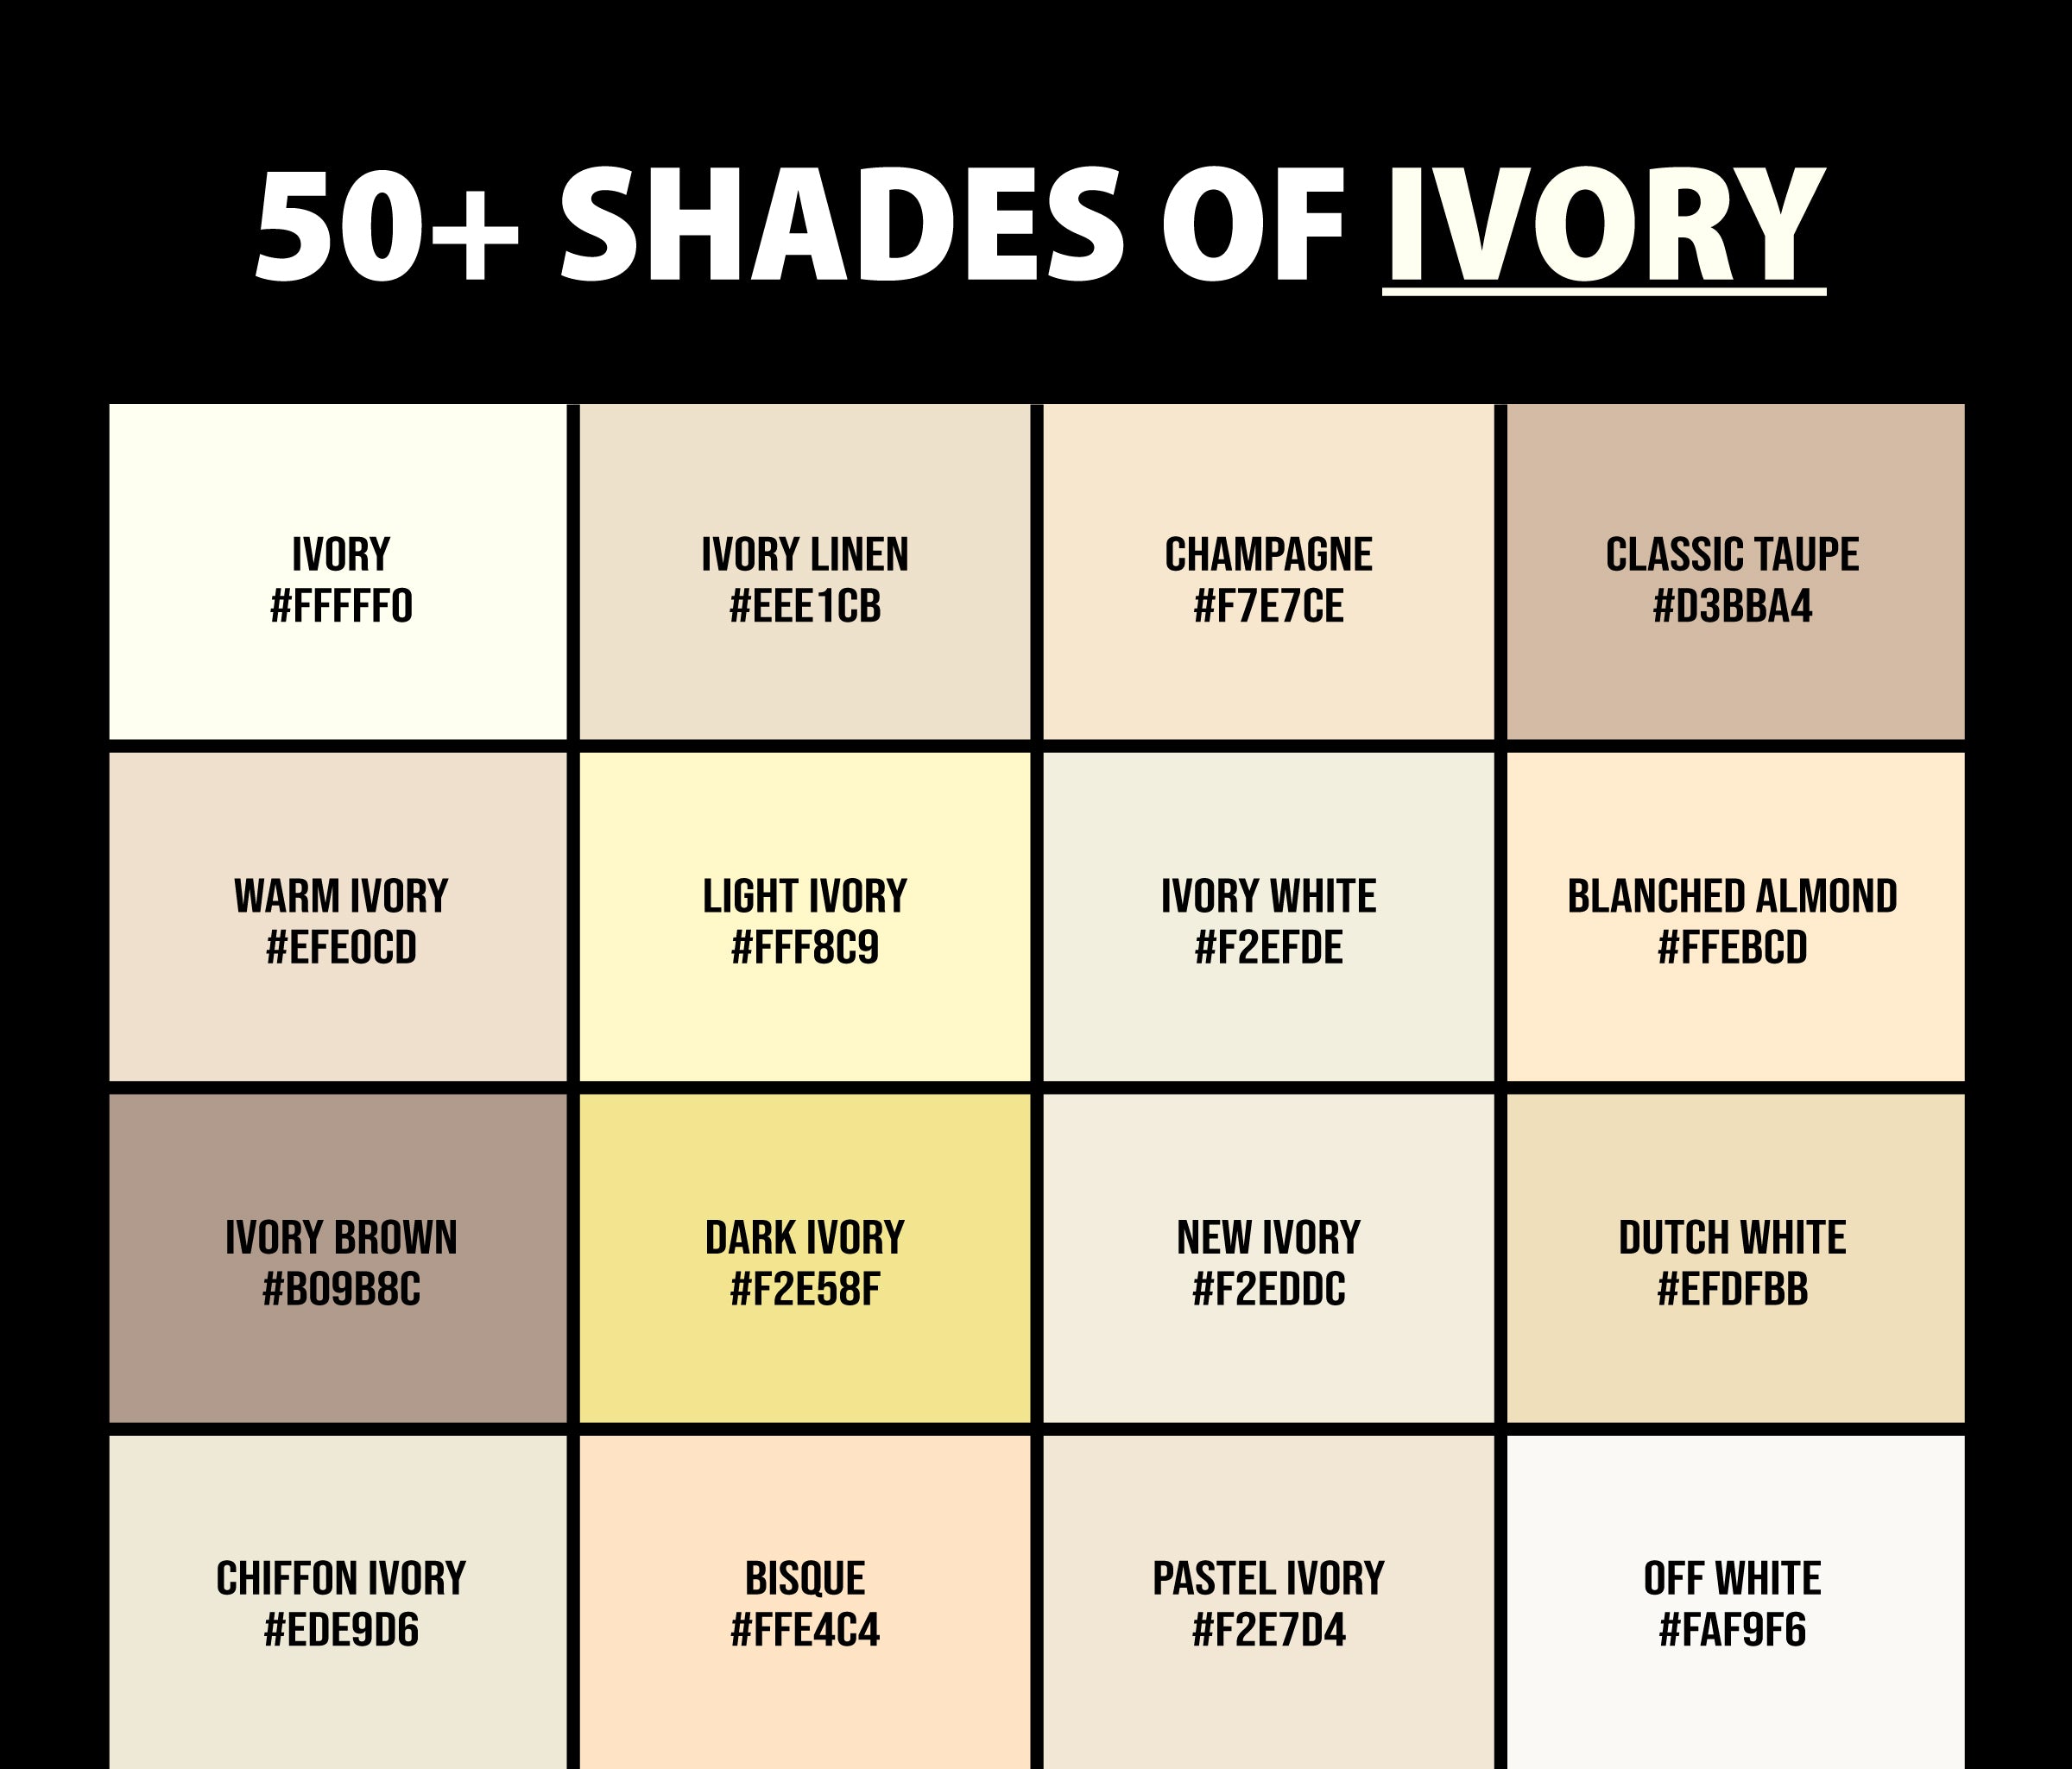 50+ SHADES OF IVORY
IVORY
#FFFFF0
IVORY LINEN
#EEE1CB
CHAMPAGNE
#F7E7CE
CLASSIC TAUPE
#D3BBA4
WARM IVORY
#EFE0CD
LIGHT IVORY
#FFF8C9
IVORY WHITE
#F2EFDE
BLANCHED ALMOND
#FFEBCD
IVORY BROWN
#B09B8C
DARK IVORY
#F2E58F
NEW IVORY
#F2EDDC
DUTCH WHITE
#EFDFBB
CHIFFON IVORY
#EDE9D6
BISQUE
#FFE4C4
PASTEL IVORY
#F2E7D4
OFF WHITE
#FAF9F6